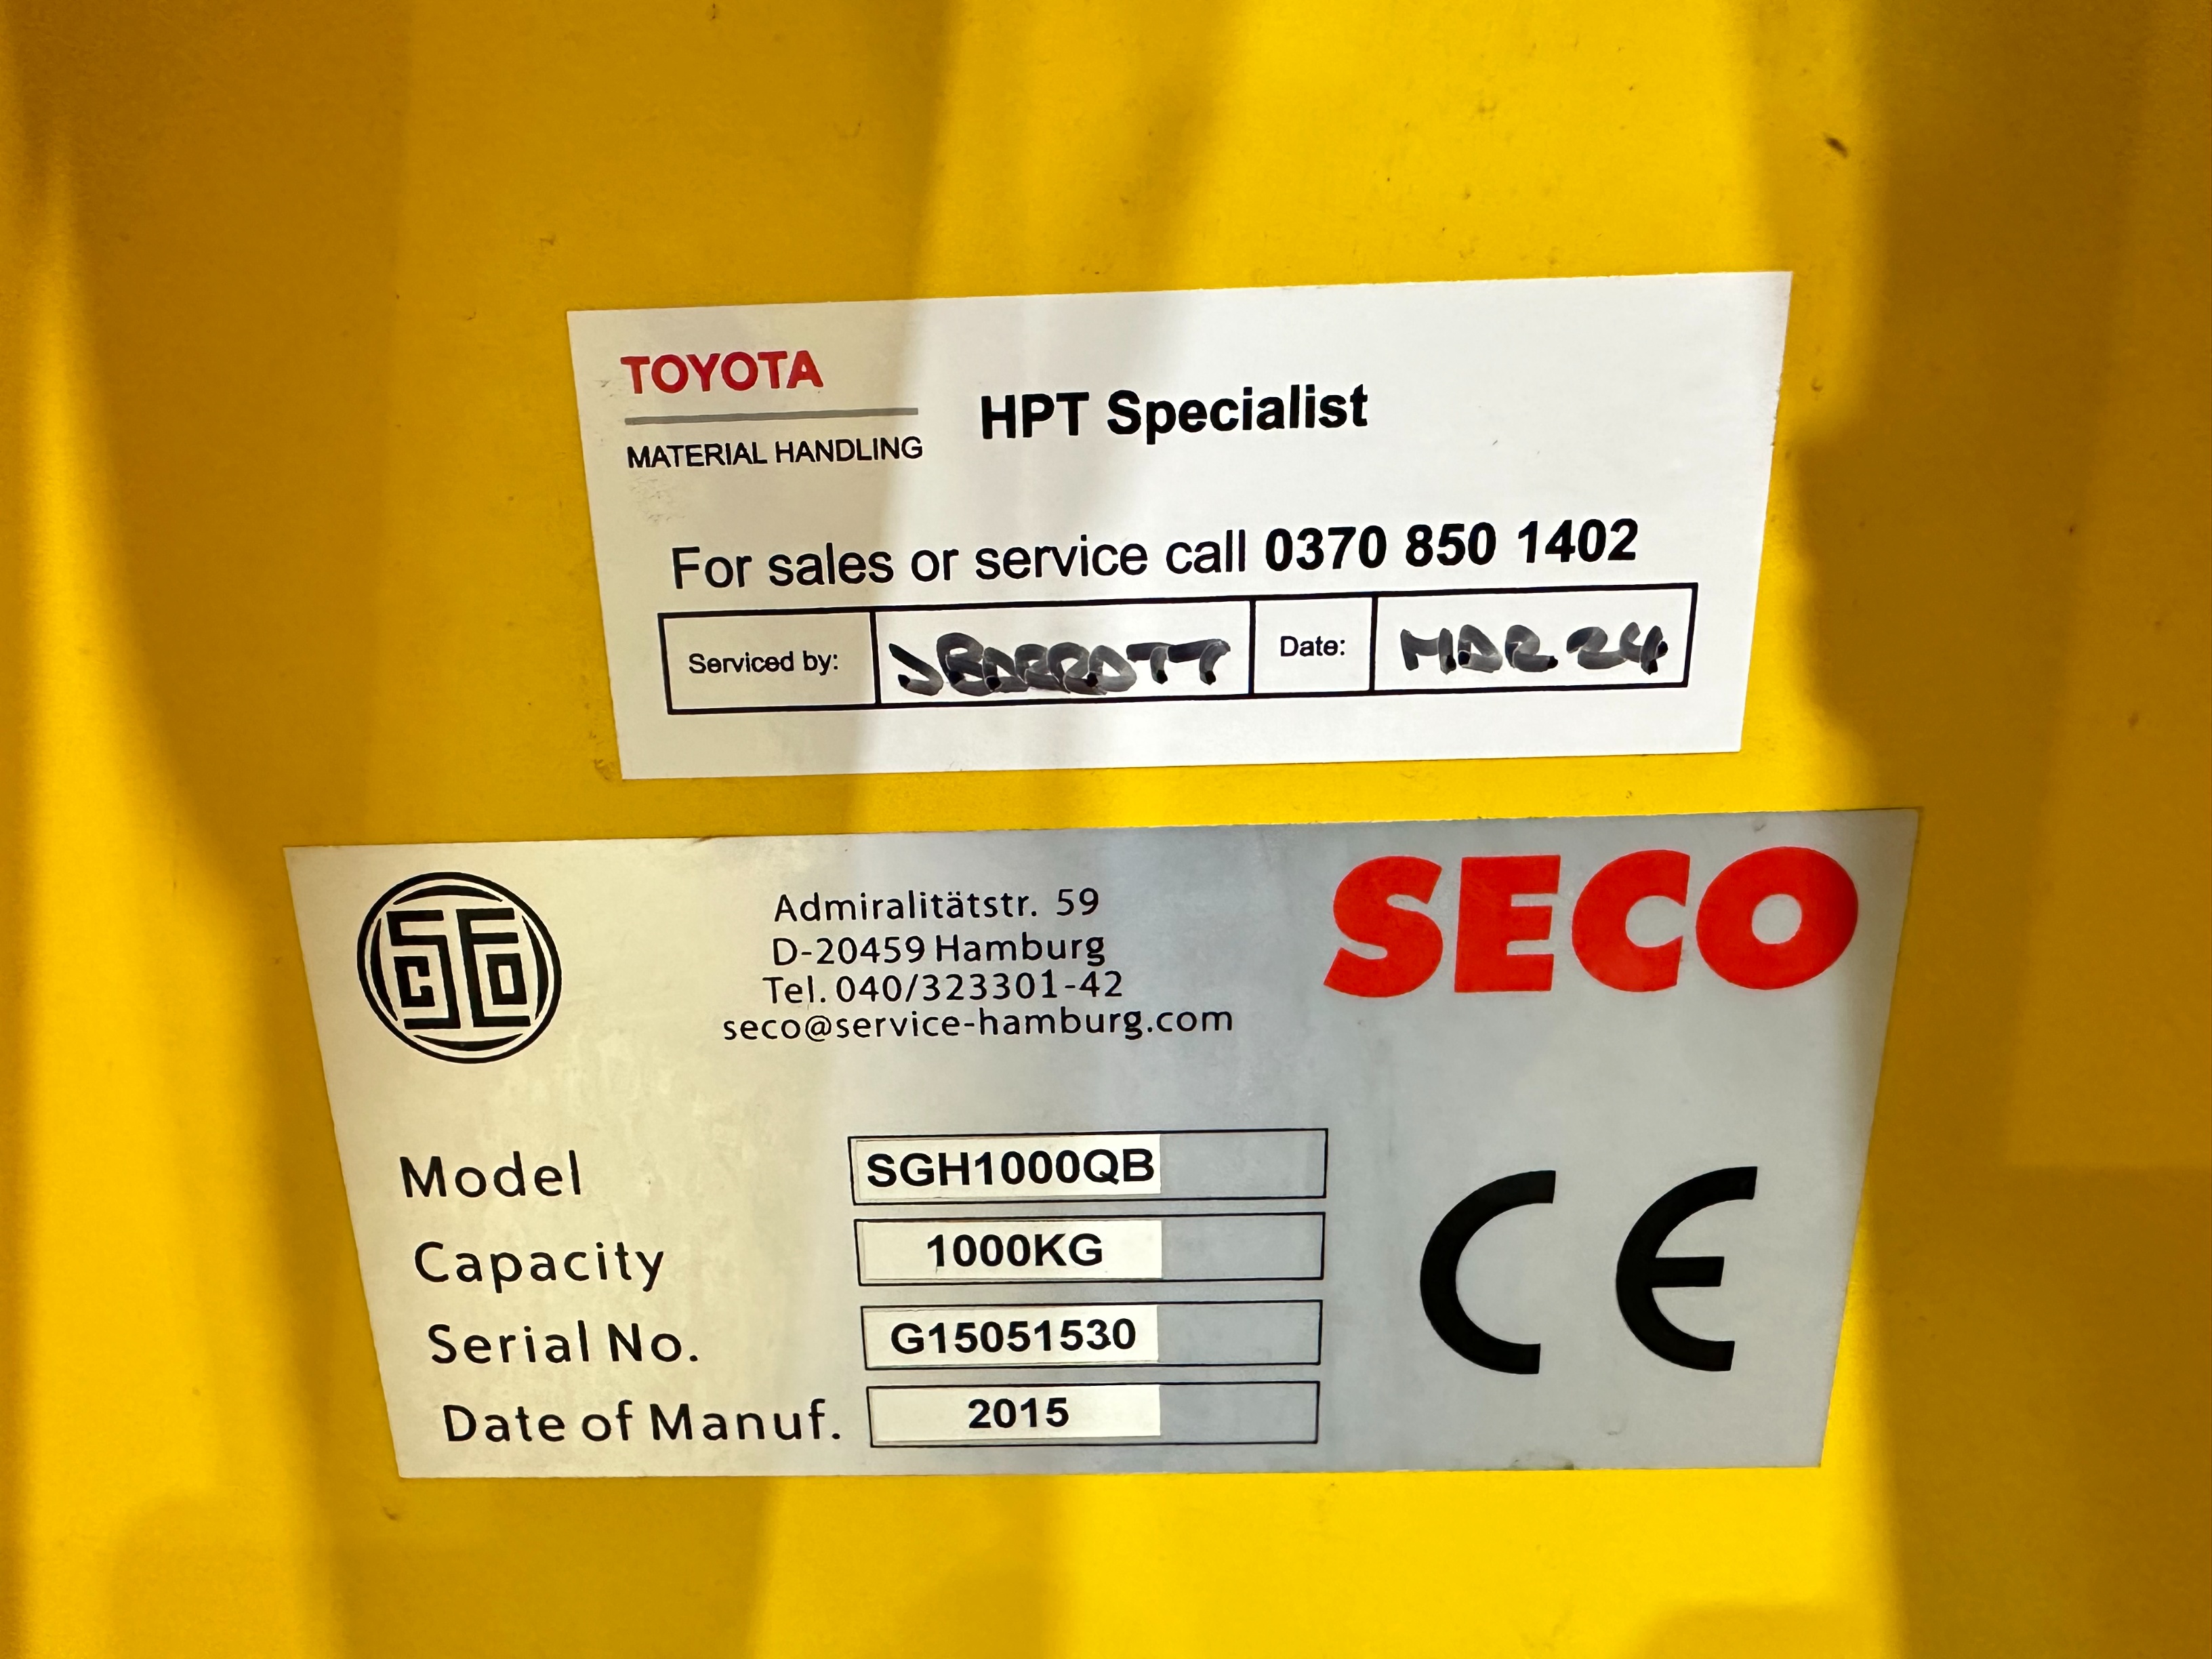 TOYOTA
MATERIAL HANDLING
HPT Specialist
For sales or service call 0370 850 1402
Serviced by: J BARRATT Date: MAR 24
SECO
Admiralitätstr. 59
D-20459 Hamburg
Tel. 040/323301-42
seco@service-hamburg.com
SECO
Model SGH1000QB
Capacity 1000KG
Serial No. G15051530
Date of Manuf. 2015
CE